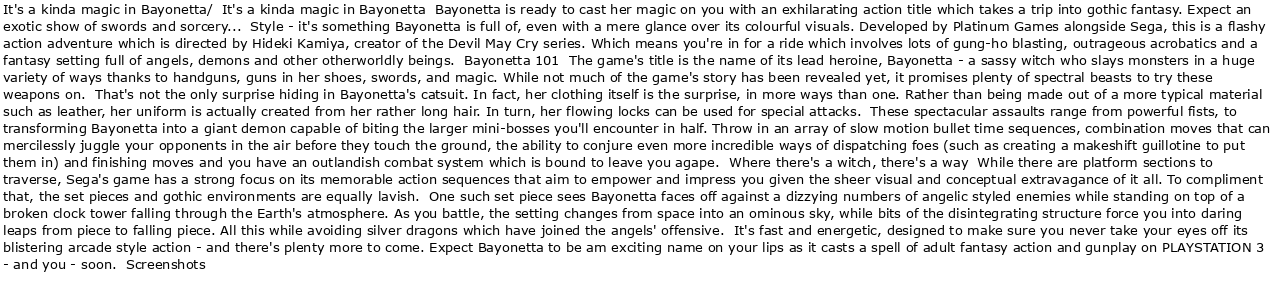 It's a kinda magic in Bayonetta/  It's a kinda magic in Bayonetta  Bayonetta is ready to cast her magic on you with an exhilarating action title which takes a trip into gothic fantasy. Expect an
exotic show of swords and sorcery...  Style - it's something Bayonetta is full of, even with a mere glance over its colourful visuals. Developed by Platinum Games alongside Sega, this is a flashy
action adventure which is directed by Hideki Kamiya, creator of the Devil May Cry series. Which means you're in for a ride which involves lots of gung-ho blasting, outrageous acrobatics and a
fantasy setting full of angels, demons and other otherworldly beings.  Bayonetta 101  The game's title is the name of its lead heroine, Bayonetta - a sassy witch who slays monsters in a huge
variety of ways thanks to handguns, guns in her shoes, swords, and magic. While not much of the game's story has been revealed yet, it promises plenty of spectral beasts to try these
weapons on.  That's not the only surprise hiding in Bayonetta's catsuit. In fact, her clothing itself is the surprise, in more ways than one. Rather than being made out of a more typical material
such as leather, her uniform is actually created from her rather long hair. In turn, her flowing locks can be used for special attacks.  These spectacular assaults range from powerful fists, to
transforming Bayonetta into a giant demon capable of biting the larger mini-bosses you'll encounter in half. Throw in an array of slow motion bullet time sequences, combination moves that can
mercilessly juggle your opponents in the air before they touch the ground, the ability to conjure even more incredible ways of dispatching foes (such as creating a makeshift guillotine to put
them in) and finishing moves and you have an outlandish combat system which is bound to leave you agape.  Where there's a witch, there's a way  While there are platform sections to
traverse, Sega's game has a strong focus on its memorable action sequences that aim to empower and impress you given the sheer visual and conceptual extravagance of it all. To compliment
that, the set pieces and gothic environments are equally lavish.  One such set piece sees Bayonetta faces off against a dizzying numbers of angelic styled enemies while standing on top of a
broken clock tower falling through the Earth's atmosphere. As you battle, the setting changes from space into an ominous sky, while bits of the disintegrating structure force you into daring
leaps from piece to falling piece. All this while avoiding silver dragons which have joined the angels' offensive.  It's fast and energetic, designed to make sure you never take your eyes off its
blistering arcade style action - and there's plenty more to come. Expect Bayonetta to be am exciting name on your lips as it casts a spell of adult fantasy action and gunplay on PLAYSTATION 3
- and you - soon.  Screenshots